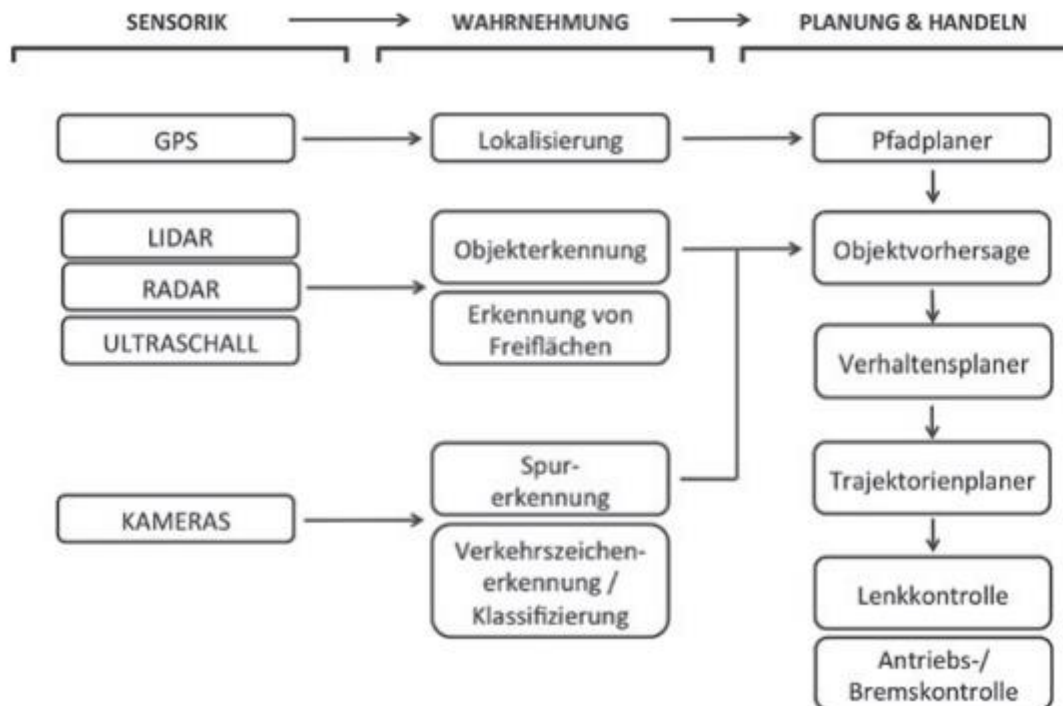 SENSORIK
WAHRNEHMUNG
PLANUNG & HANDELN
GPS
Lokalisierung
Pfadplaner
LIDAR
RADAR
ULTRASCHALL
Objekterkennung
Erkennung von
Freiflächen
Objektvorhersage
Verhaltensplaner
KAMERAS
Spur-
erkennung
Verkehrszeichen-
erkennung /
Klassifizierung
Trajektorienplaner
Lenkkontrolle
Antriebs-/
Bremskontrolle